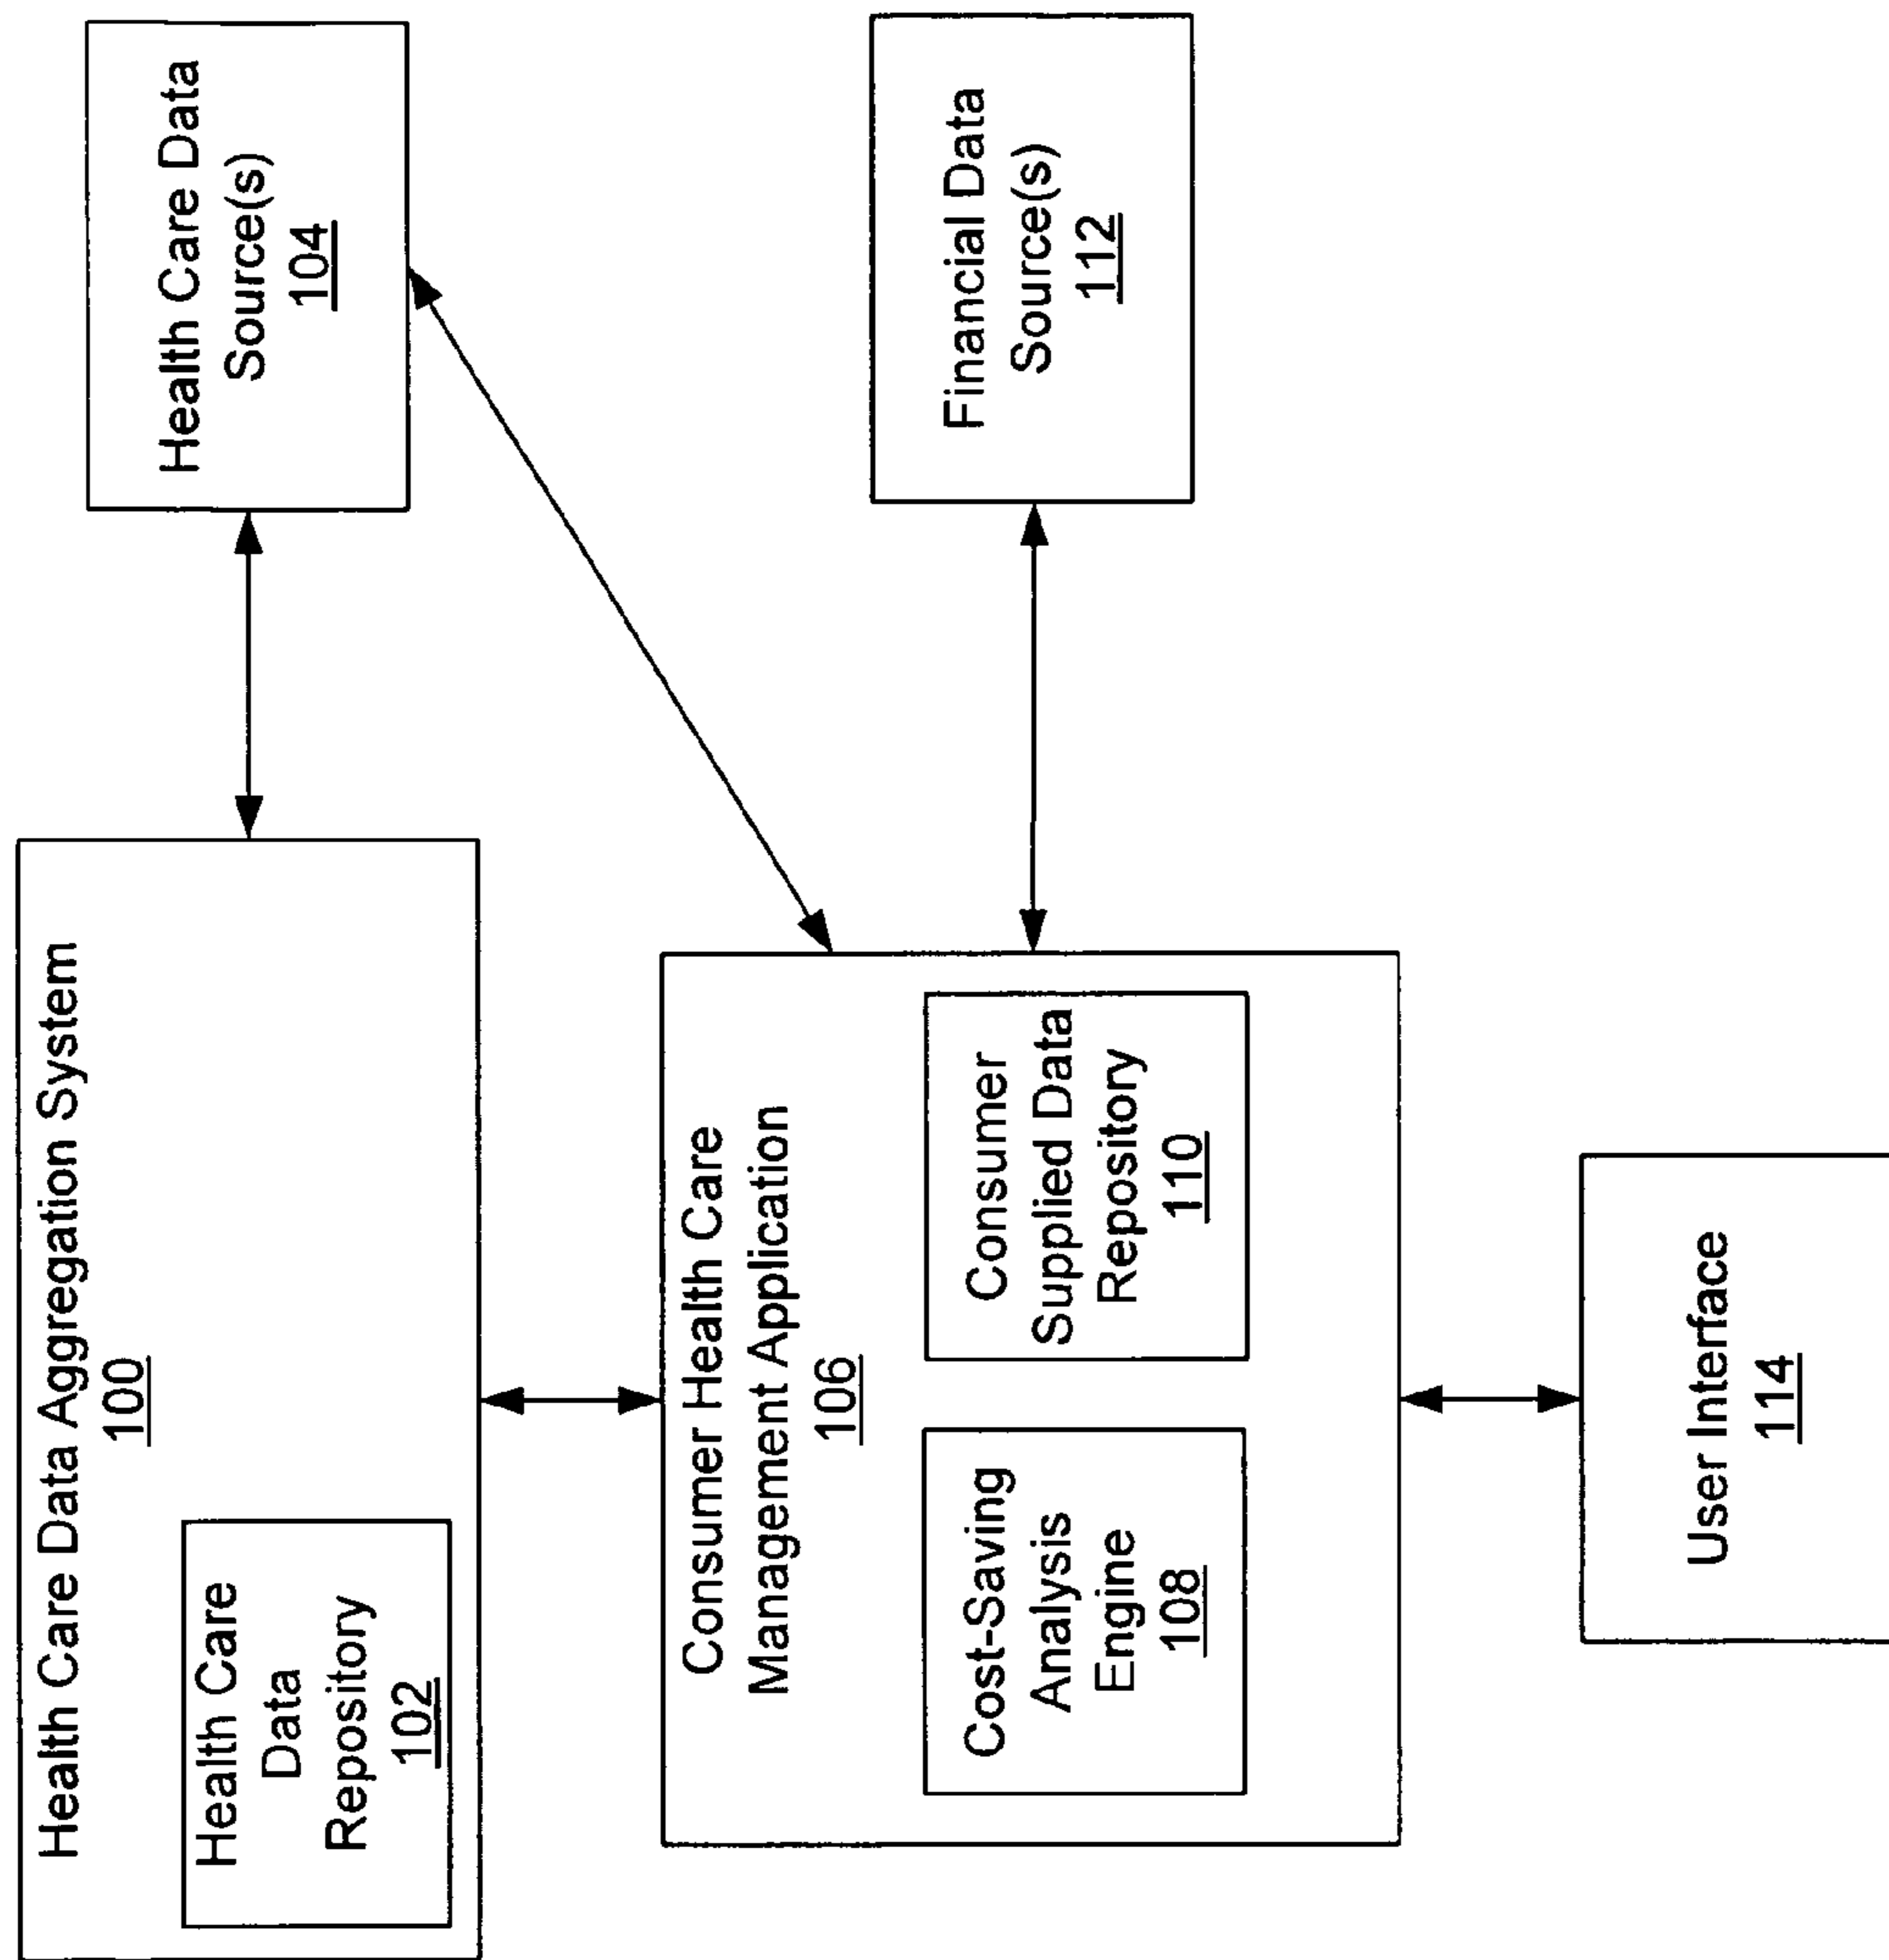 Health Care Data Aggregation System
100
Health Care
Data
Repository
102
Health Care Data
Source(s)
104
Consumer Health Care
Management Application
106
Cost-Saving
Analysis
Engine
108
Consumer
Supplied Data
Repository
110
Financial Data
Source(s)
112
User Interface
114